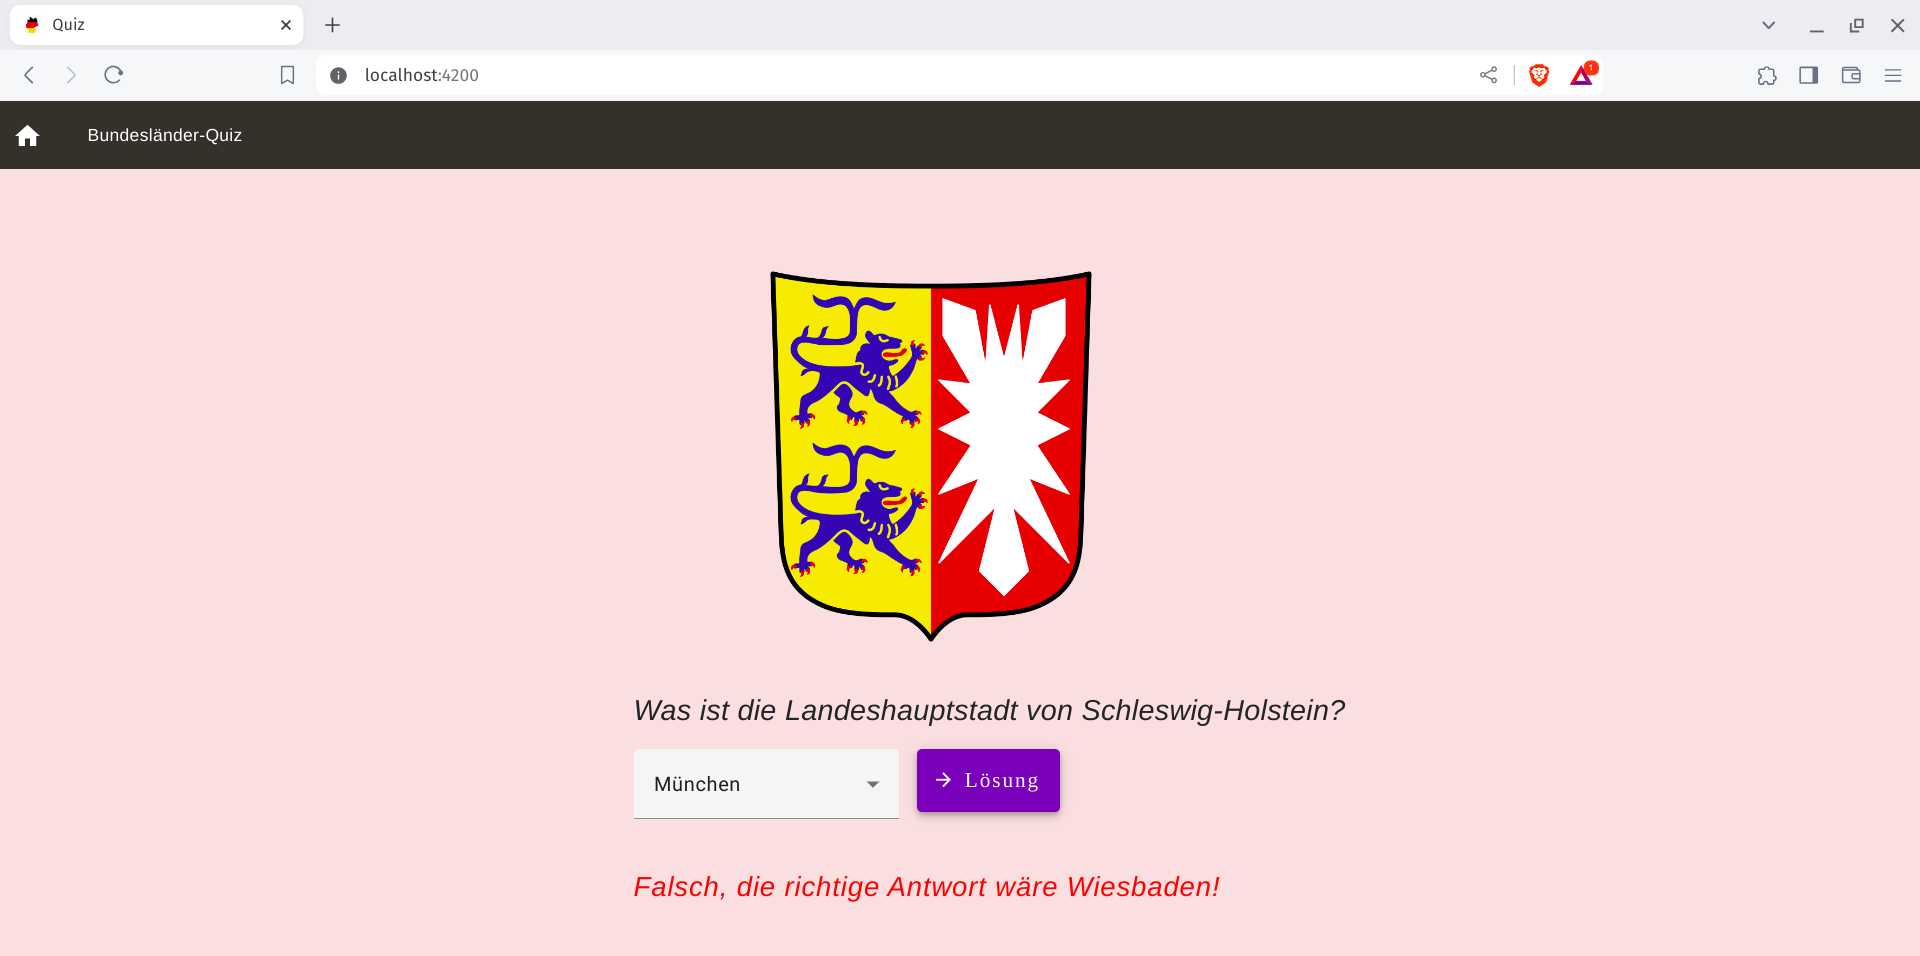 Quiz
localhost:4200
1
Bundesländer-Quiz
Was ist die Landeshauptstadt von Schleswig-Holstein?
München
Lösung
Falsch, die richtige Antwort wäre Wiesbaden!